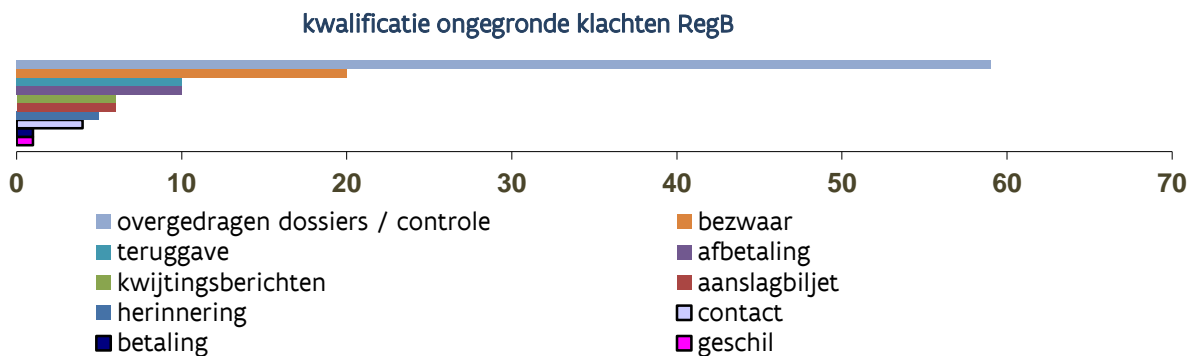 kwalificatie ongegronde klachten RegB
0 10 20 30 40 50 60 70
overgedragen dossiers / controle bezwaar
teruggave afbetaling
kwijtingsberichten aanslagbiljet
herinnering contact
betaling geschil